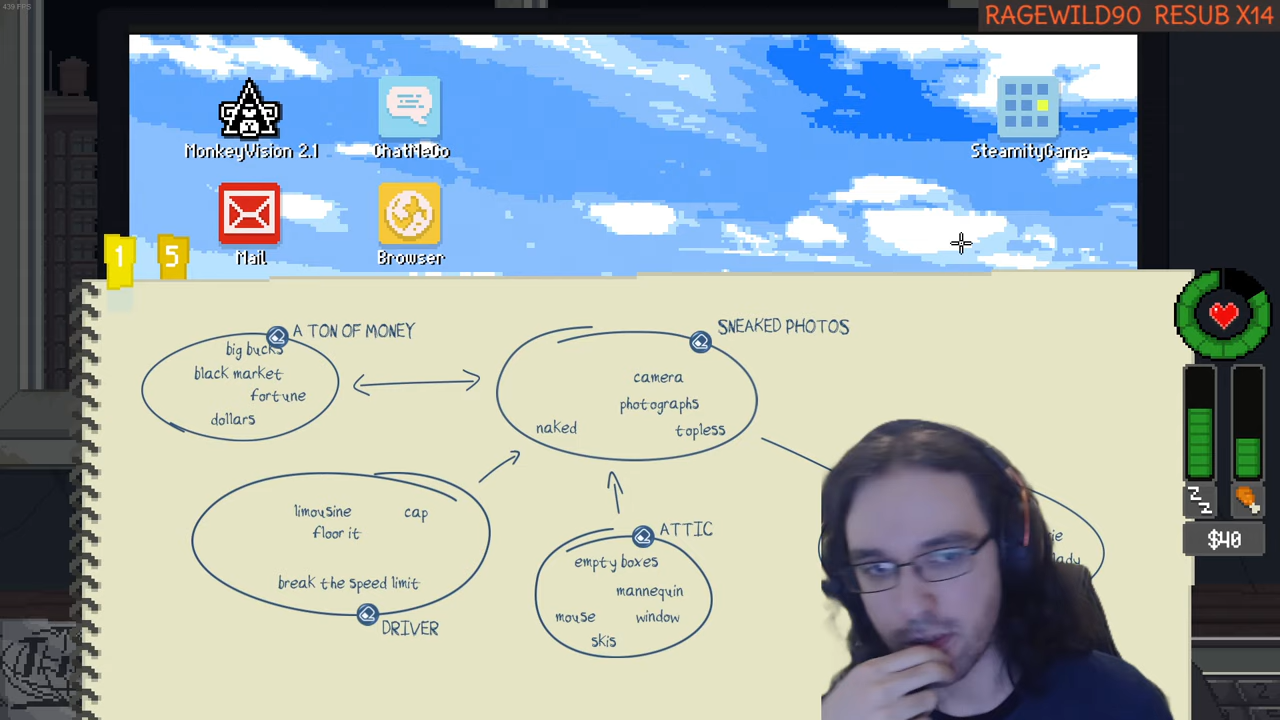 439 FPS
RAGEWILD90 RESUB X14
MonkeyVision 2.1
ChatMeGo
SteamityGame
Mail
Browser
1
5
A TON OF MONEY
big bucks
black market
fortune
dollars
SNEAKED PHOTOS
camera
photographs
naked
topless
limousine
cap
floor it
break the speed limit
DRIVER
ATTIC
empty boxes
mannequin
mouse
window
skis
$40